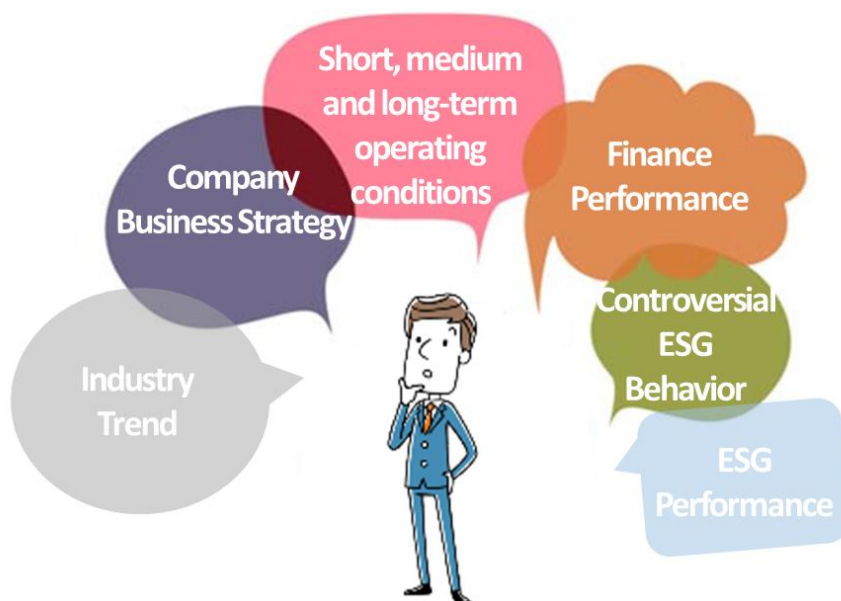 Short, medium
and long-term
operating
conditions
Company
Business Strategy
Finance
Performance
Industry
Trend
Controversial
ESG
Behavior
ESG
Performance